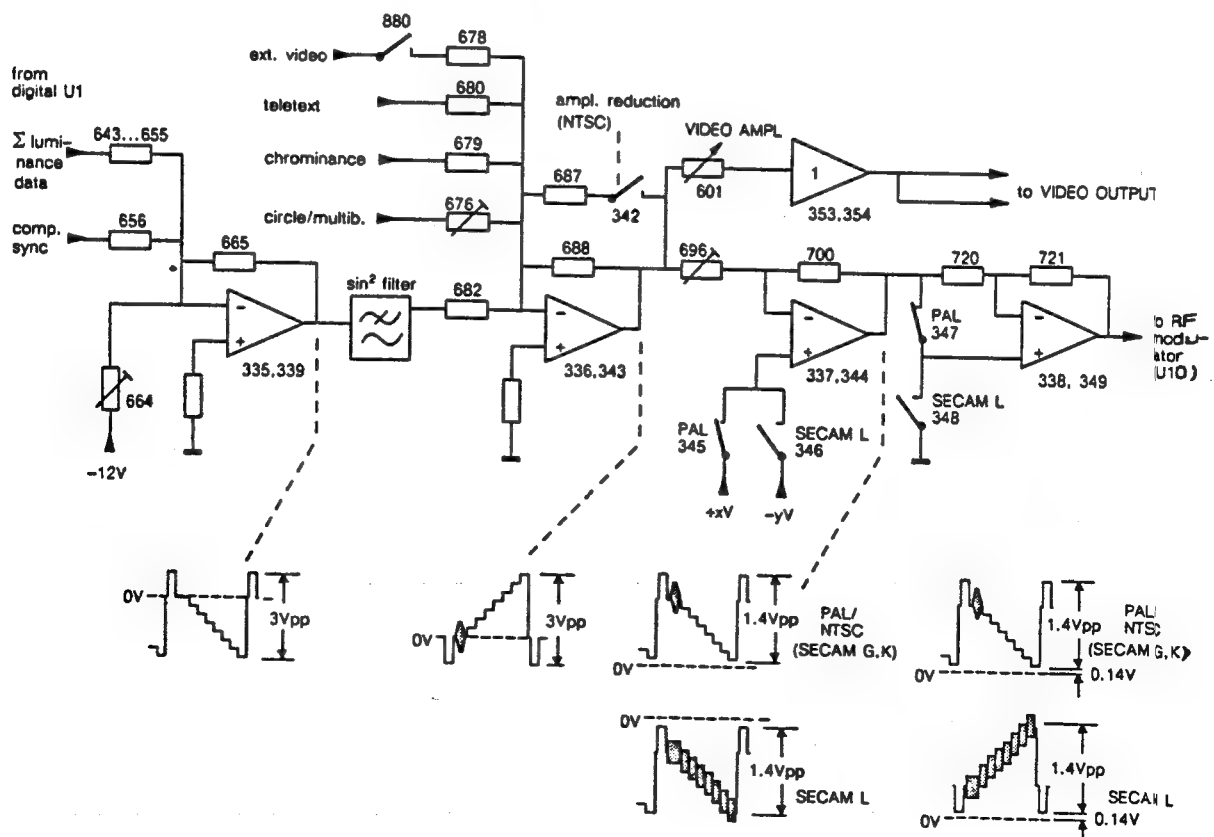 880
678
ext. video
from
digital U1
680
teletext
ampl. reduction
(NTSC)
643...655
Σ lumi-
nance
data
679
chrominance
VIDEO AMPL
687
1
601
to VIDEO OUTPUT
342
353,354
676
circle/multib.
656
comp.
sync
665
688
696
700
720
721
sin² filter
682
-
+
335,339
-
+
336,343
-
+
337,344
PAL
347
-
+
338, 349
to RF
modu-
lator
(U10)
664
-12V
PAL
345
SECAM L
346
SECAM L
348
+xV
-yV
0V
3Vpp
0V
3Vpp
1.4Vpp
PAL/
NTSC
(SECAM G,K)
0V
1.4Vpp
PAL/
NTSC
(SECAM G,K)
0V
0.14V
0V
1.4Vpp
SECAM L
1.4Vpp
SECAM L
0V
0.14V